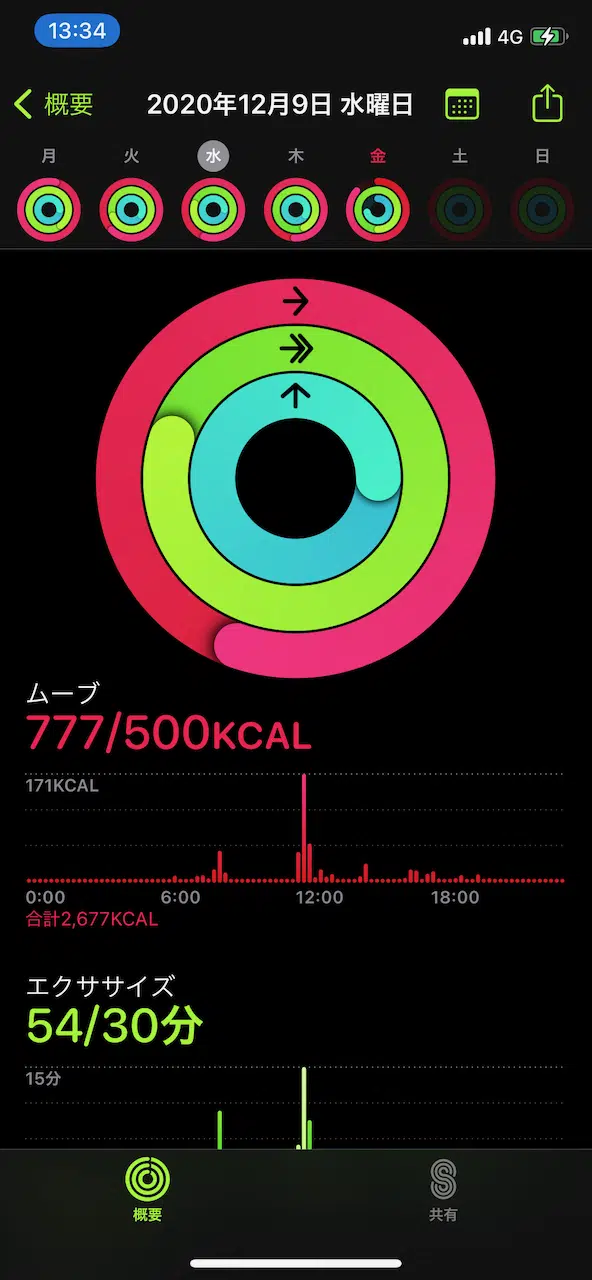 13:34
4G
概要 2020年12月9日 水曜日
月 火 水 木 金 土 日
ムーブ
777/500KCAL
171KCAL
0:00 6:00 12:00 18:00
合計2,677KCAL
エクササイズ
54/30分
15分
概要 共有